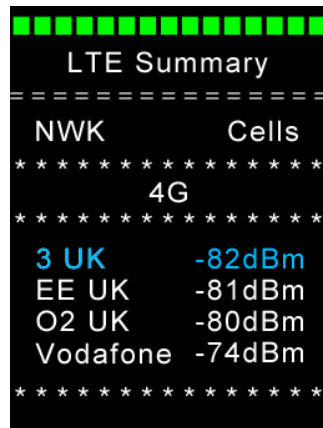 LTE Summary
= = = = = = = = = = = = = = = =
NWK Cells
* * * * * * * * * * * * * * *
4G
* * * * * * * * * * * * * * *
3 UK -82dBm
EE UK -81dBm
O2 UK -80dBm
Vodafone -74dBm
* * * * * * * * * * * * * * *